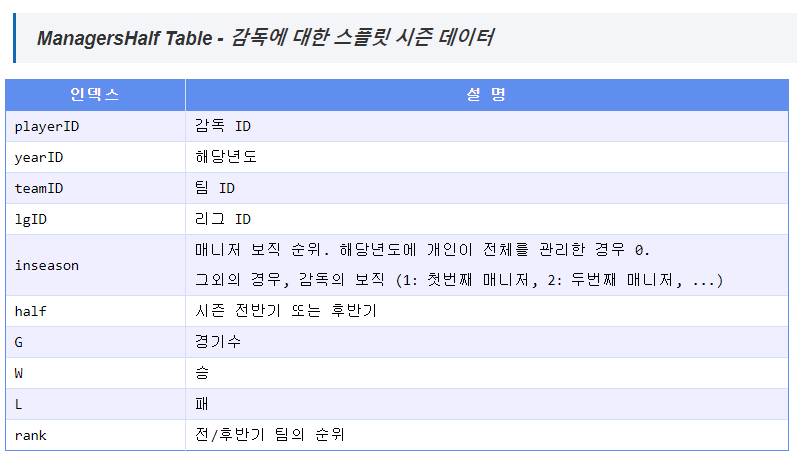 ManagersHalf Table - 감독에 대한 스플릿 시즌 데이터
인덱스 설 명
playerID 감독 ID
yearID 해당년도
teamID 팀 ID
lgID 리그 ID
inseason 매니저 보직 순위. 해당년도에 개인이 전체를 관리한 경우 0.
그외의 경우, 감독의 보직 (1: 첫번째 매니저, 2: 두번째 매니저, ...)
half 시즌 전반기 또는 후반기
G 경기수
W 승
L 패
rank 전/후반기 팀의 순위